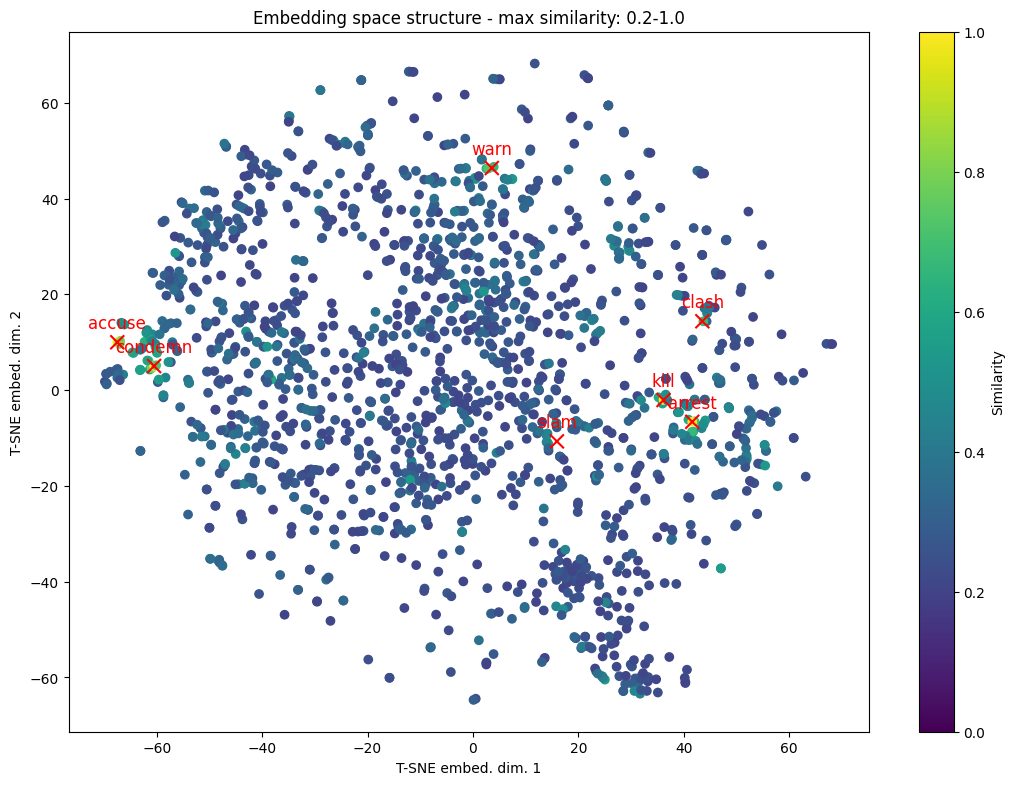 Embedding space structure - max similarity: 0.2-1.0
T-SNE embed. dim. 2
60
40
20
0
−20
−40
−60
warn
clash
accuse
condemn
kill
arrest
slam
−60
−40
−20
0
20
40
60
T-SNE embed. dim. 1
1.0
0.8
0.6
0.4
0.2
0.0
Similarity